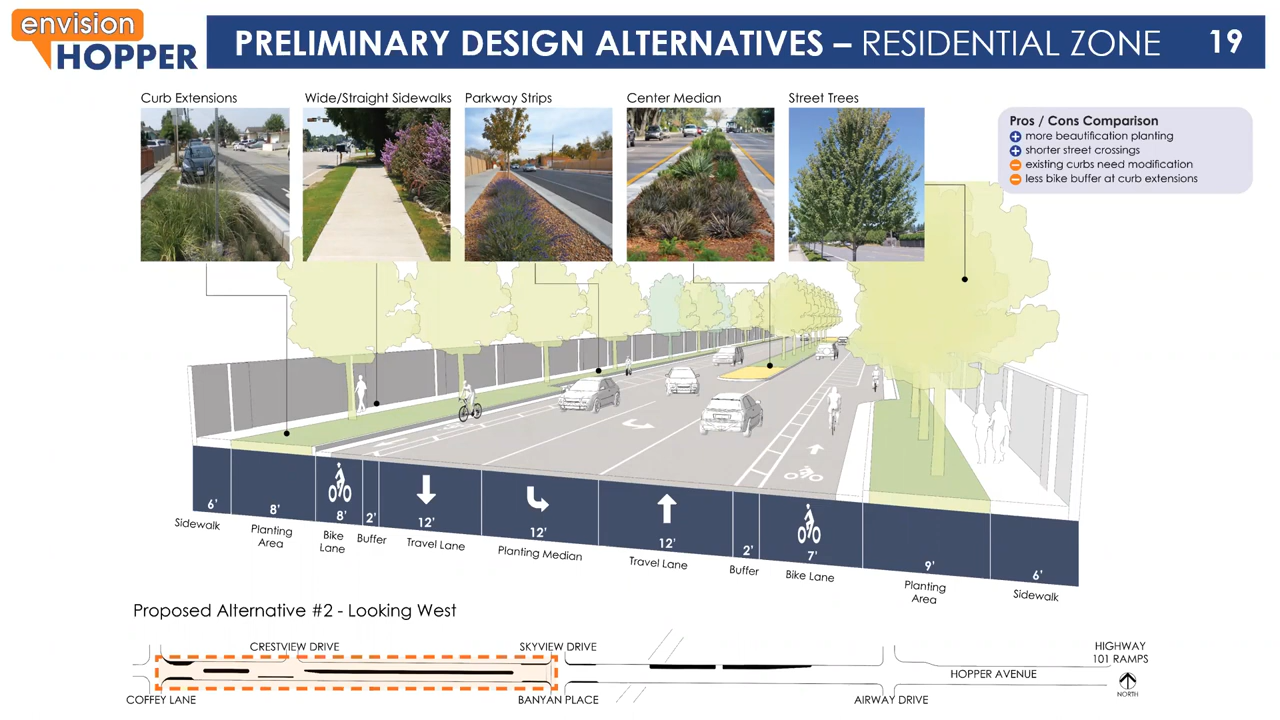 envision
HOPPER
PRELIMINARY DESIGN ALTERNATIVES – RESIDENTIAL ZONE 19
Curb Extensions
Wide/Straight Sidewalks
Parkway Strips
Center Median
Street Trees
Pros / Cons Comparison
more beautification planting
shorter street crossings
existing curbs need modification
less bike buffer at curb extensions
6'
Sidewalk
8'
Planting
Area
8'
Bike
Lane
2'
Buffer
12'
Travel Lane
12'
Planting Median
12'
Travel Lane
2'
Buffer
7'
Bike Lane
9'
Planting
Area
6'
Sidewalk
Proposed Alternative #2 - Looking West
CRESTVIEW DRIVE
SKYVIEW DRIVE
HIGHWAY
101 RAMPS
HOPPER AVENUE
COFFEY LANE
BANYAN PLACE
AIRWAY DRIVE
NORTH